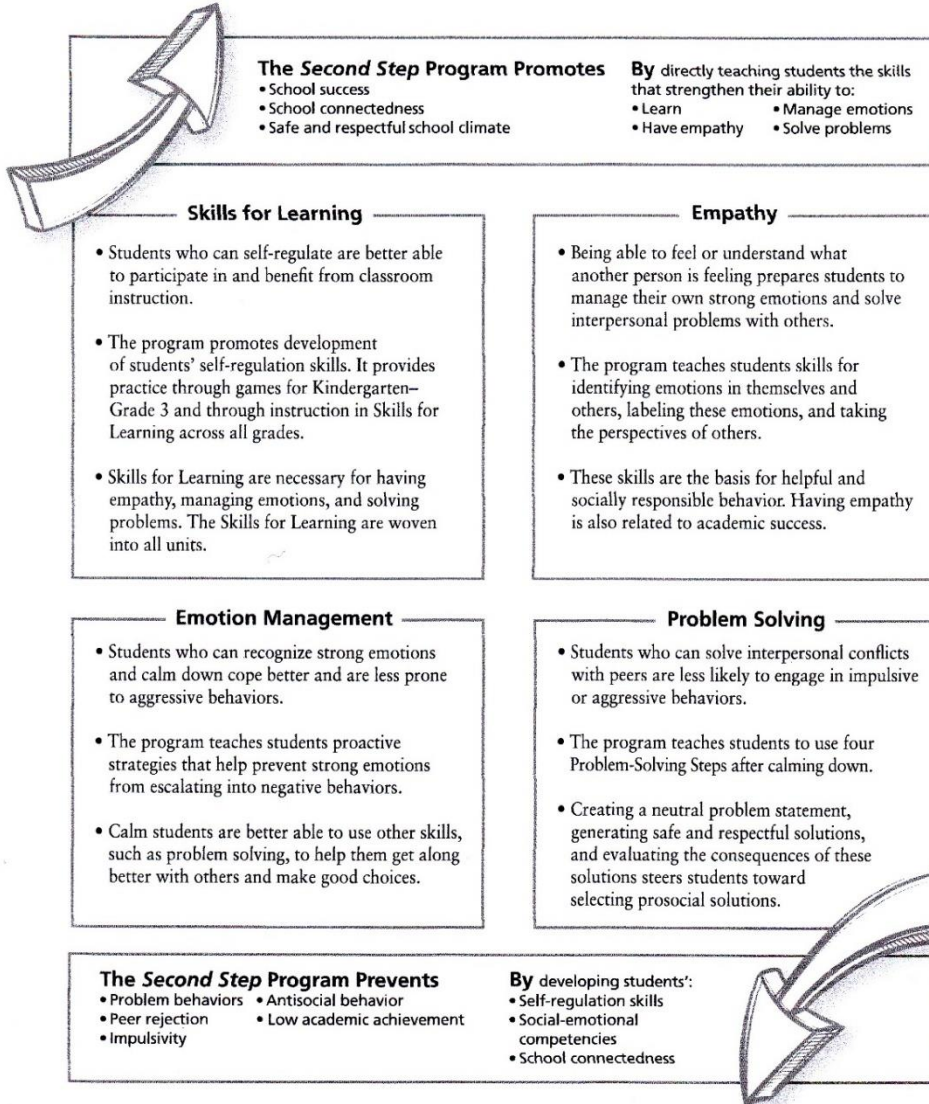 The Second Step Program Promotes
• School success
• School connectedness
• Safe and respectful school climate
By directly teaching students the skills
that strengthen their ability to:
• Learn • Manage emotions
• Have empathy • Solve problems
Skills for Learning
• Students who can self-regulate are better able
to participate in and benefit from classroom
instruction.
• The program promotes development
of students' self-regulation skills. It provides
practice through games for Kindergarten–
Grade 3 and through instruction in Skills for
Learning across all grades.
• Skills for Learning are necessary for having
empathy, managing emotions, and solving
problems. The Skills for Learning are woven
into all units.
Empathy
• Being able to feel or understand what
another person is feeling prepares students to
manage their own strong emotions and solve
interpersonal problems with others.
• The program teaches students skills for
identifying emotions in themselves and
others, labeling these emotions, and taking
the perspectives of others.
• These skills are the basis for helpful and
socially responsible behavior. Having empathy
is also related to academic success.
Emotion Management
• Students who can recognize strong emotions
and calm down cope better and are less prone
to aggressive behaviors.
• The program teaches students proactive
strategies that help prevent strong emotions
from escalating into negative behaviors.
• Calm students are better able to use other skills,
such as problem solving, to help them get along
better with others and make good choices.
Problem Solving
• Students who can solve interpersonal conflicts
with peers are less likely to engage in impulsive
or aggressive behaviors.
• The program teaches students to use four
Problem-Solving Steps after calming down.
• Creating a neutral problem statement,
generating safe and respectful solutions,
and evaluating the consequences of these
solutions steers students toward
selecting prosocial solutions.
The Second Step Program Prevents
• Problem behaviors • Antisocial behavior
• Peer rejection • Low academic achievement
• Impulsivity
By developing students':
• Self-regulation skills
• Social-emotional
competencies
• School connectedness